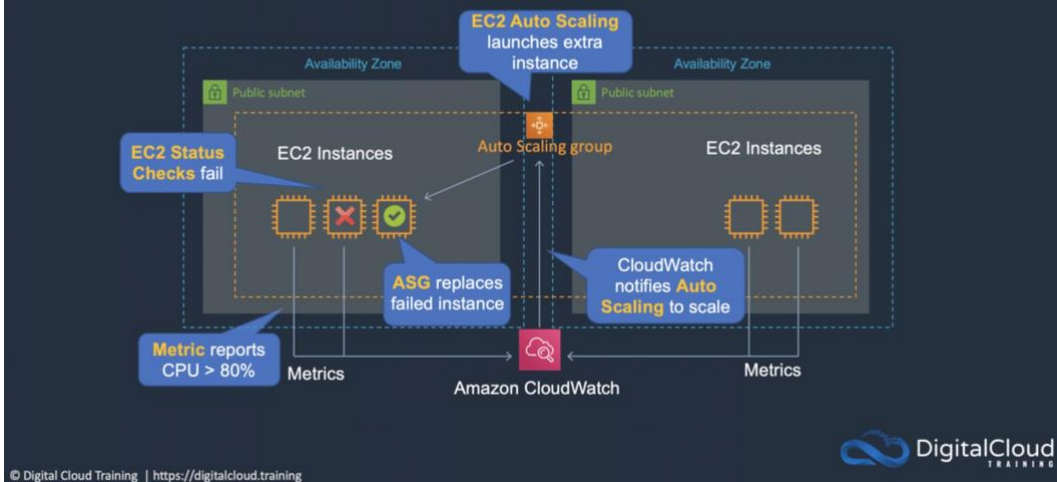 EC2 Auto Scaling
launches extra
instance
Availability Zone
Availability Zone
Public subnet
Public subnet
Auto Scaling group
EC2 Status
Checks fail
EC2 Instances
EC2 Instances
ASG replaces
failed instance
CloudWatch
notifies Auto
Scaling to scale
Metric reports
CPU > 80%
Metrics
Metrics
Amazon CloudWatch
DigitalCloud
TRAINING
© Digital Cloud Training | https://digitalcloud.training